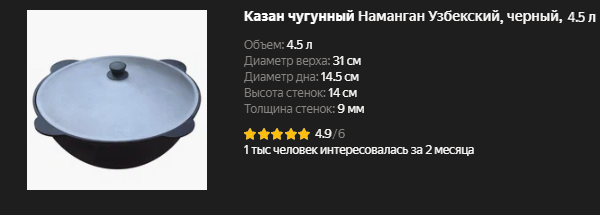 Казан чугунный Наманган Узбекский, черный, 4.5 л
Объем: 4.5 л
Диаметр верха: 31 см
Диаметр дна: 14.5 см
Высота стенок: 14 см
Толщина стенок: 9 мм
4.9/6
1 тыс человек интересовалась за 2 месяца